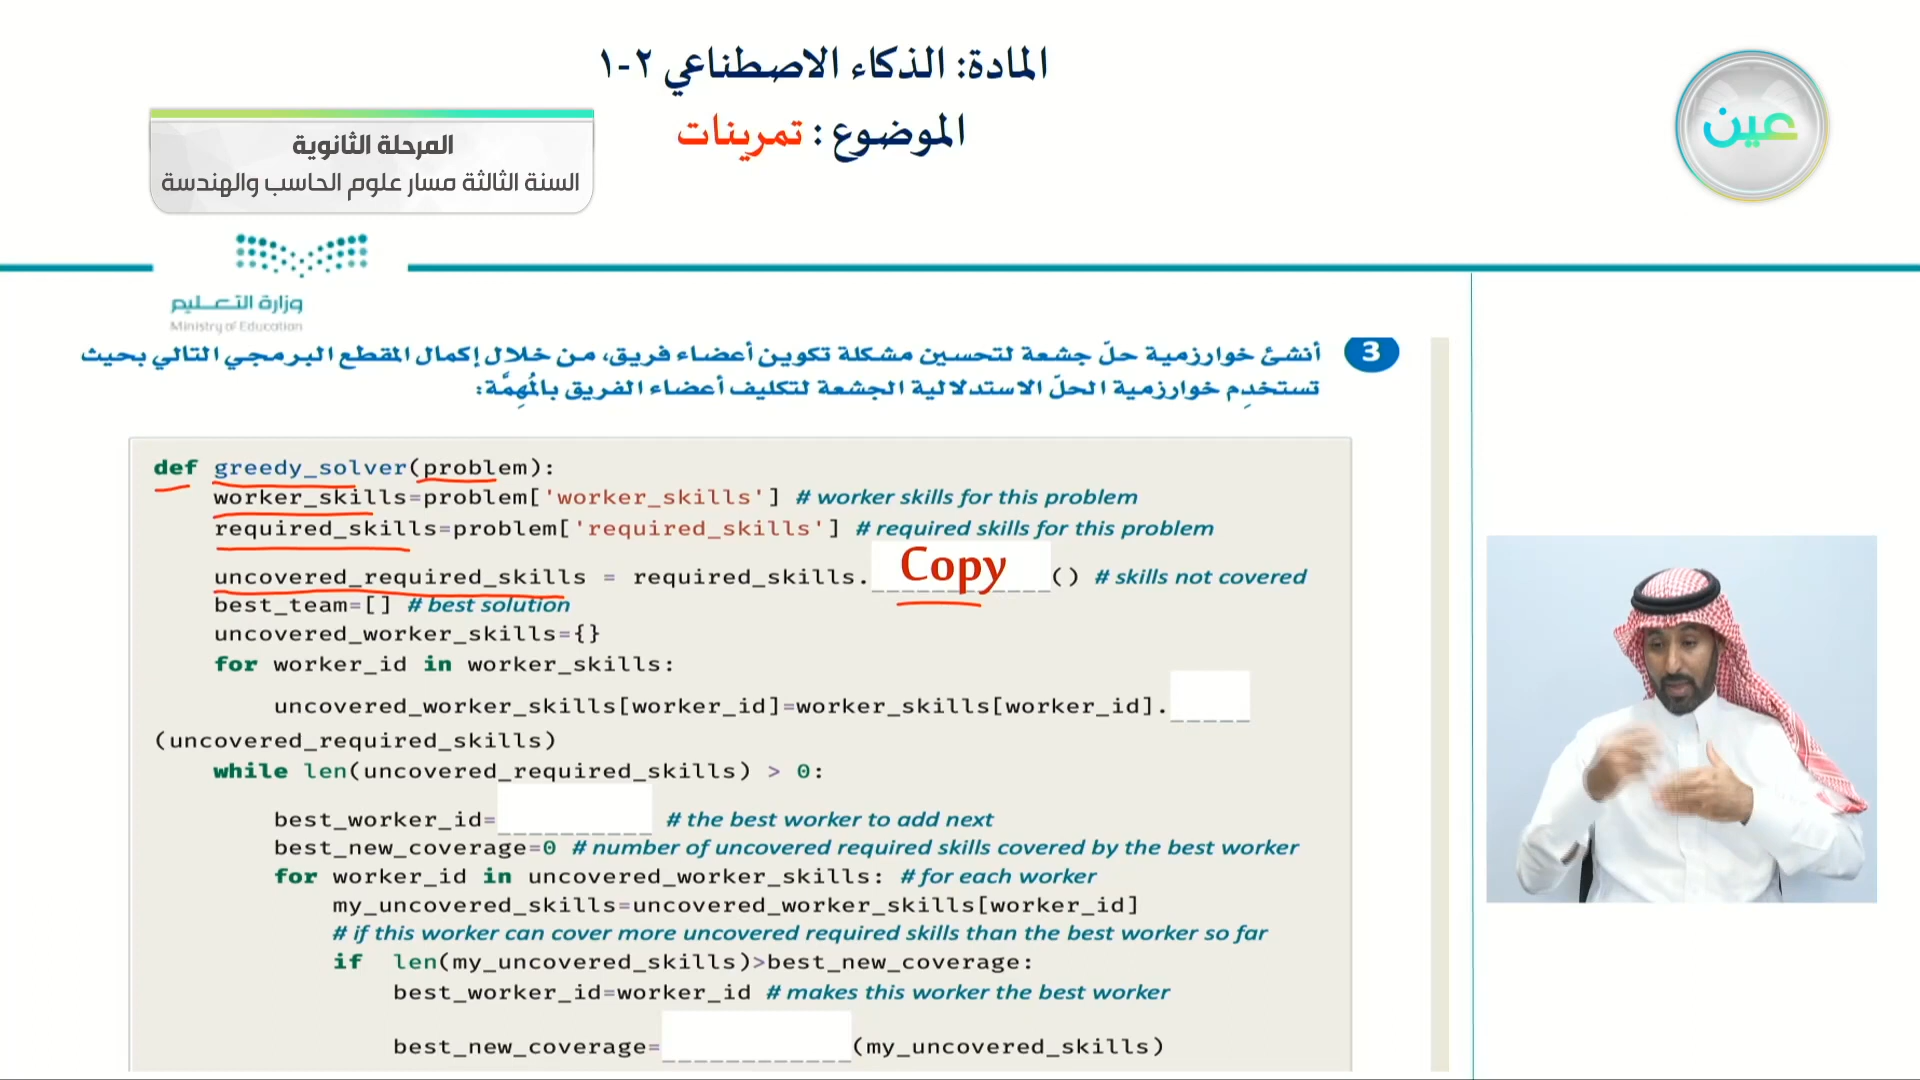 المادة: الذكاء الاصطناعي ٢-١
الموضوع : تمرينات
عين
المرحلة الثانوية
السنة الثالثة مسار علوم الحاسب والهندسة
وزارة التعليم
Ministry of Education
3 أنشئ خوارزمية حلّ جشعة لتحسين مشكلة تكوين أعضاء فريق، من خلال إكمال المقطع البرمجي التالي بحيث
تستخدِم خوارزمية الحلّ الاستدلالية الجشعة لتكليف أعضاء الفريق بالمُهِمَّة:
def greedy_solver(problem):
worker_skills=problem['worker_skills'] # worker skills for this problem
required_skills=problem['required_skills'] # required skills for this problem
uncovered_required_skills = required_skills. Copy () # skills not covered
best_team=[] # best solution
uncovered_worker_skills={}
for worker_id in worker_skills:
uncovered_worker_skills[worker_id]=worker_skills[worker_id]._____
(uncovered_required_skills)
while len(uncovered_required_skills) > 0:
best_worker_id=__________ # the best worker to add next
best_new_coverage=0 # number of uncovered required skills covered by the best worker
for worker_id in uncovered_worker_skills: # for each worker
my_uncovered_skills=uncovered_worker_skills[worker_id]
# if this worker can cover more uncovered required skills than the best worker so far
if len(my_uncovered_skills)>best_new_coverage:
best_worker_id=worker_id # makes this worker the best worker
best_new_coverage=____________(my_uncovered_skills)